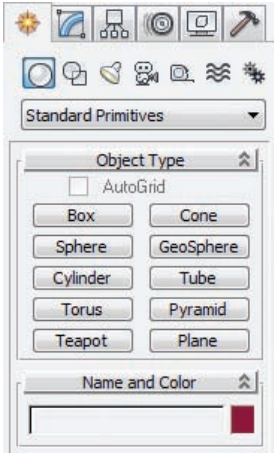 Standard Primitives
Object Type
AutoGrid
Box Cone
Sphere GeoSphere
Cylinder Tube
Torus Pyramid
Teapot Plane
Name and Color